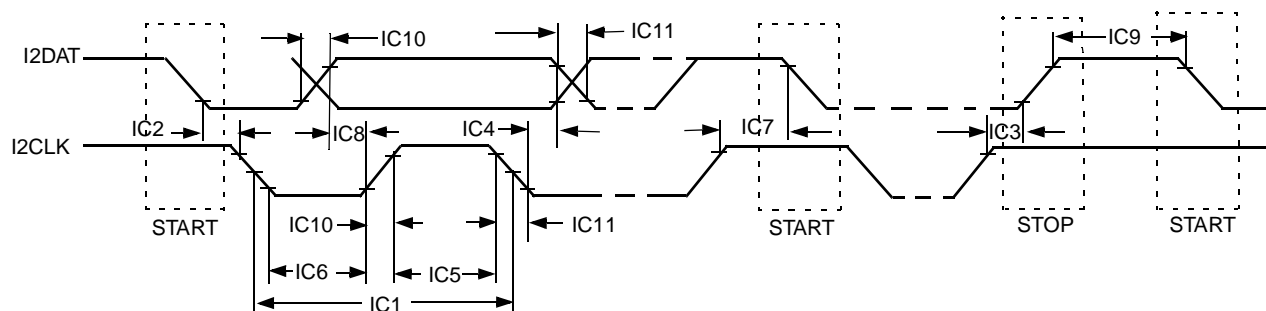 IC10
IC11
IC9
I2DAT
IC2
IC8
IC4
IC7
IC3
I2CLK
IC10
IC11
START
START
STOP
START
IC6
IC5
IC1